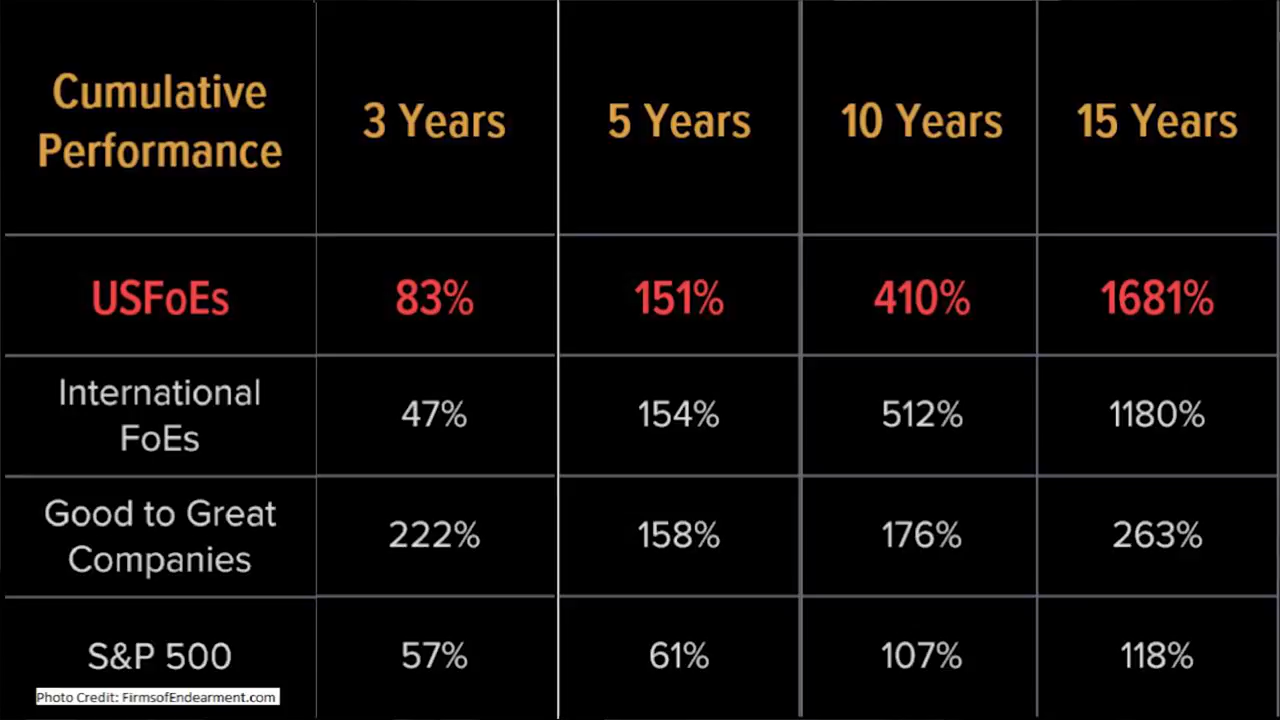 Cumulative
Performance
3 Years
5 Years
10 Years
15 Years
USFoEs
83%
151%
410%
1681%
International
FoEs
47%
154%
512%
1180%
Good to Great
Companies
222%
158%
176%
263%
S&P 500
57%
61%
107%
118%
Photo Credit: FirmsofEndearment.com